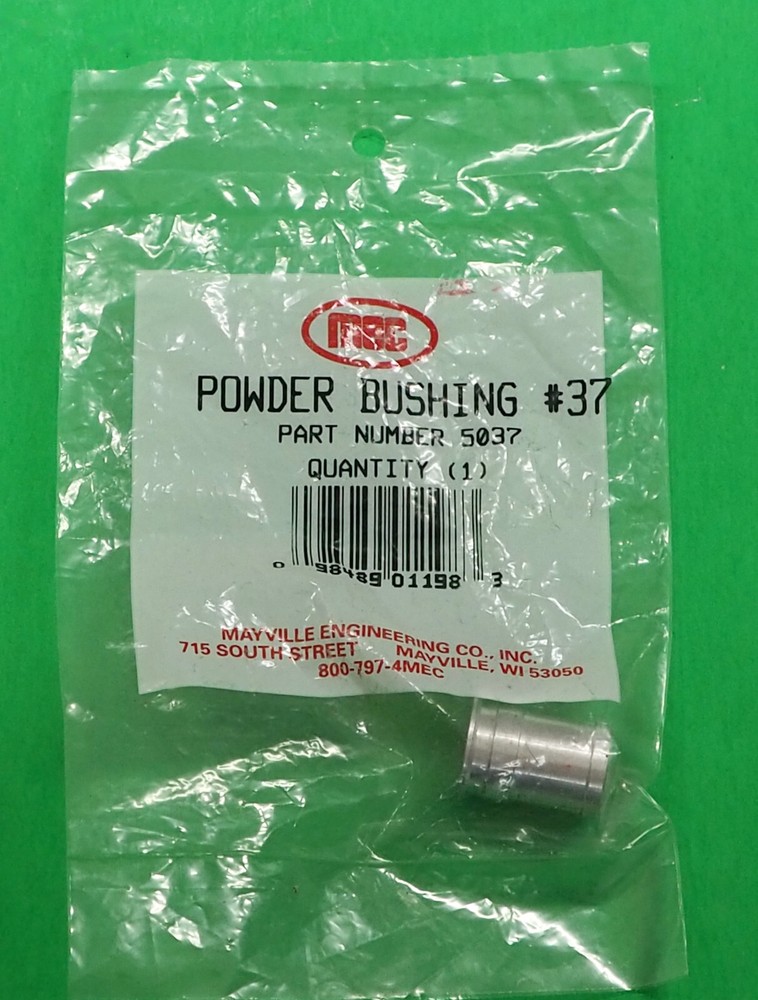 MEC
POWDER BUSHING #37
PART NUMBER 5037
QUANTITY (1)
0 98489 01198 3
MAYVILLE ENGINEERING CO., INC.
715 SOUTH STREET MAYVILLE, WI 53050
800-797-4MEC